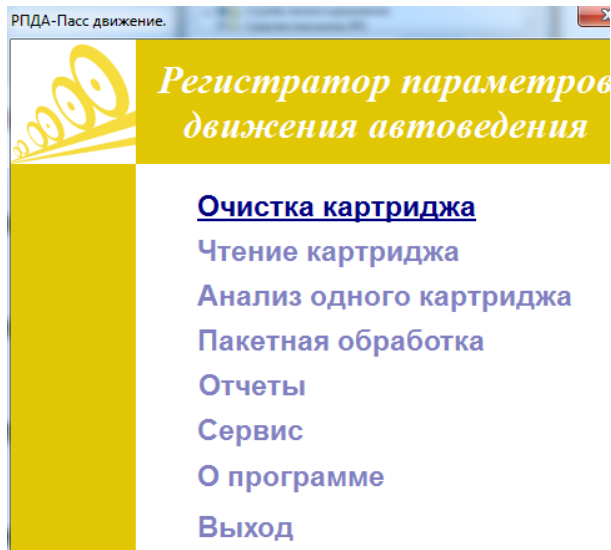 РПДА-Пасс движение.
Регистратор параметров
движения автоведения
Очистка картриджа
Чтение картриджа
Анализ одного картриджа
Пакетная обработка
Отчеты
Сервис
О программе
Выход